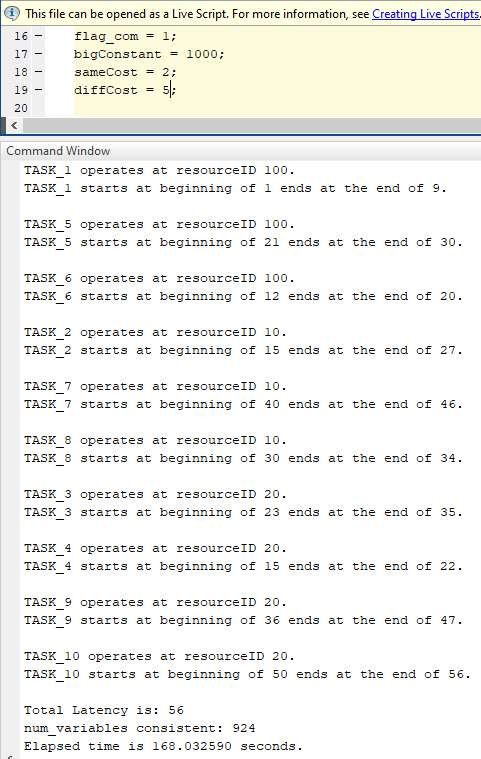 This file can be opened as a Live Script. For more information, see Creating Live Scripts.
16 – flag_com = 1;
17 – bigConstant = 1000;
18 – sameCost = 2;
19 – diffCost = 5;
20
Command Window
TASK_1 operates at resourceID 100.
TASK_1 starts at beginning of 1 ends at the end of 9.
TASK_5 operates at resourceID 100.
TASK_5 starts at beginning of 21 ends at the end of 30.
TASK_6 operates at resourceID 100.
TASK_6 starts at beginning of 12 ends at the end of 20.
TASK_2 operates at resourceID 10.
TASK_2 starts at beginning of 15 ends at the end of 27.
TASK_7 operates at resourceID 10.
TASK_7 starts at beginning of 40 ends at the end of 46.
TASK_8 operates at resourceID 10.
TASK_8 starts at beginning of 30 ends at the end of 34.
TASK_3 operates at resourceID 20.
TASK_3 starts at beginning of 23 ends at the end of 35.
TASK_4 operates at resourceID 20.
TASK_4 starts at beginning of 15 ends at the end of 22.
TASK_9 operates at resourceID 20.
TASK_9 starts at beginning of 36 ends at the end of 47.
TASK_10 operates at resourceID 20.
TASK_10 starts at beginning of 50 ends at the end of 56.
Total Latency is: 56
num_variables consistent: 924
Elapsed time is 168.032590 seconds.